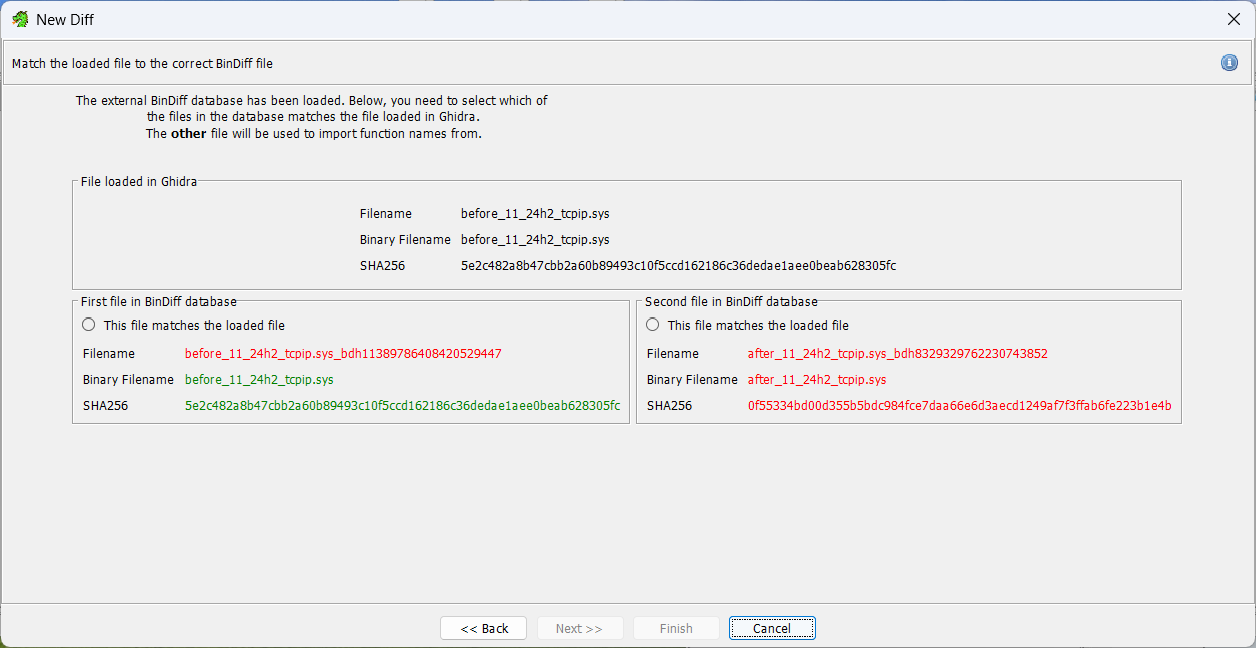 New Diff
Match the loaded file to the correct BinDiff file
The external BinDiff database has been loaded. Below, you need to select which of
the files in the database matches the file loaded in Ghidra.
The other file will be used to import function names from.
File loaded in Ghidra
Filename before_11_24h2_tcpip.sys
Binary Filename before_11_24h2_tcpip.sys
SHA256 5e2c482a8b47cbb2a60b89493c10f5ccd162186c36dedae1aee0beab628305fc
First file in BinDiff database
This file matches the loaded file
Filename before_11_24h2_tcpip.sys_bdh11389786408420529447
Binary Filename before_11_24h2_tcpip.sys
SHA256 5e2c482a8b47cbb2a60b89493c10f5ccd162186c36dedae1aee0beab628305fc
Second file in BinDiff database
This file matches the loaded file
Filename after_11_24h2_tcpip.sys_bdh8329329762230743852
Binary Filename after_11_24h2_tcpip.sys
SHA256 0f55334bd00d355b5bdc984fce7daa66e6d3aecd1249af7f3ffab6fe223b1e4b
<< Back
Next >>
Finish
Cancel